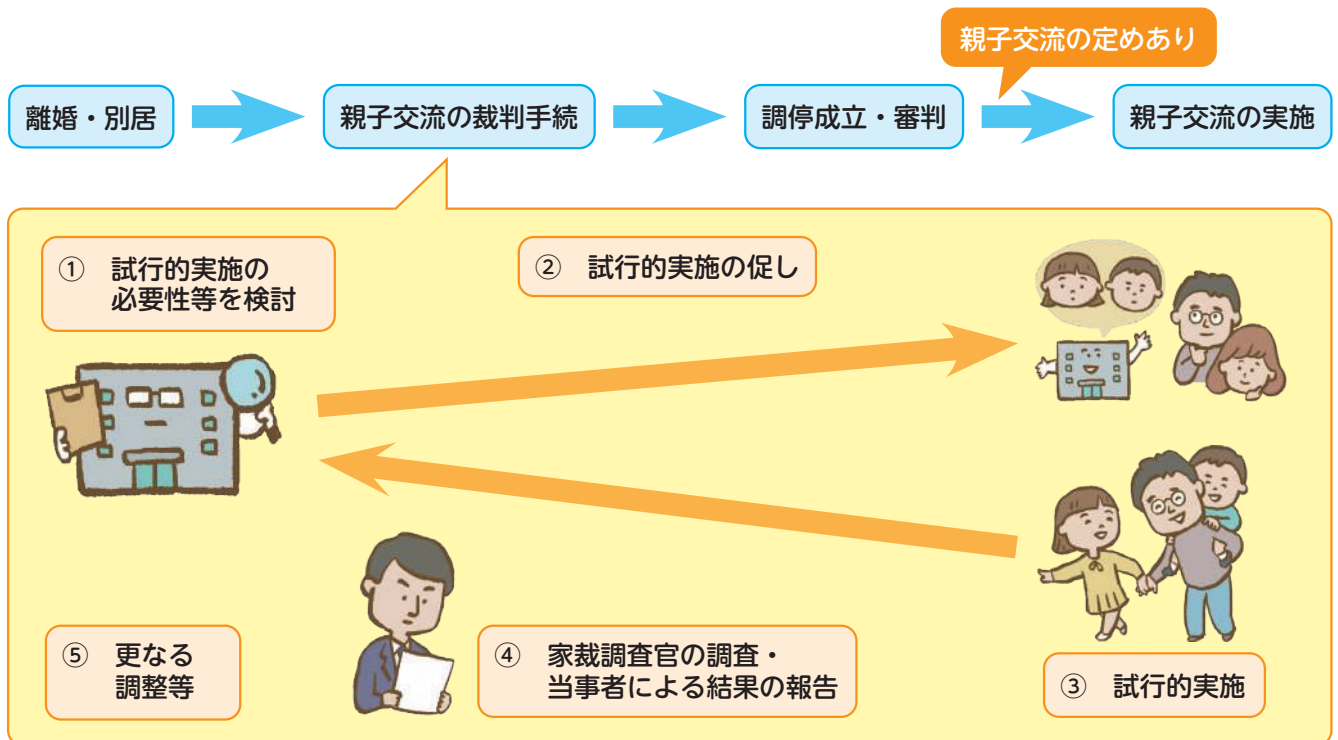 親子交流の定めあり
離婚・別居
親子交流の裁判手続
調停成立・審判
親子交流の実施
① 試行的実施の
必要性等を検討
② 試行的実施の促し
③ 試行的実施
④ 家裁調査官の調査・
当事者による結果の報告
⑤ 更なる
調整等